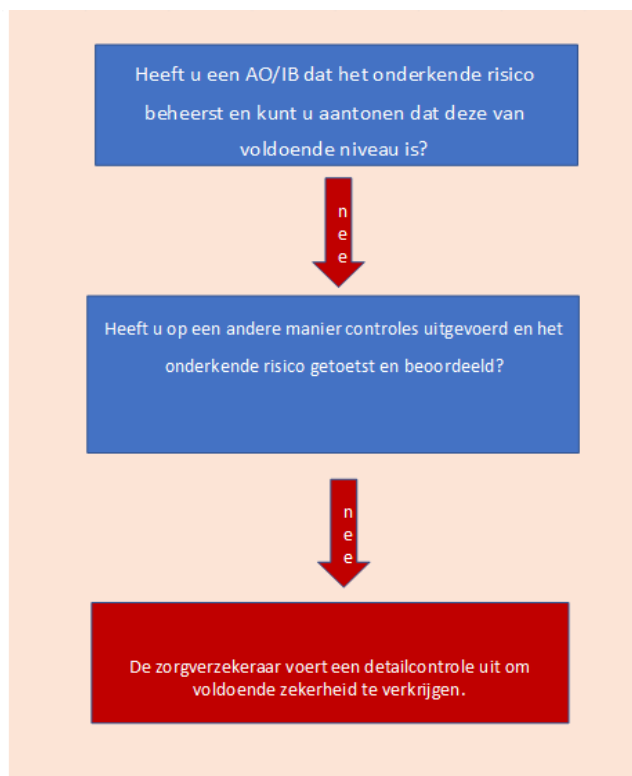 Heeft u een AO/IB dat het onderkende risico
beheerst en kunt u aantonen dat deze van
voldoende niveau is?
n
e
e
Heeft u op een andere manier controles uitgevoerd en het
onderkende risico getoetst en beoordeeld?
n
e
e
De zorgverzekeraar voert een detailcontrole uit om
voldoende zekerheid te verkrijgen.